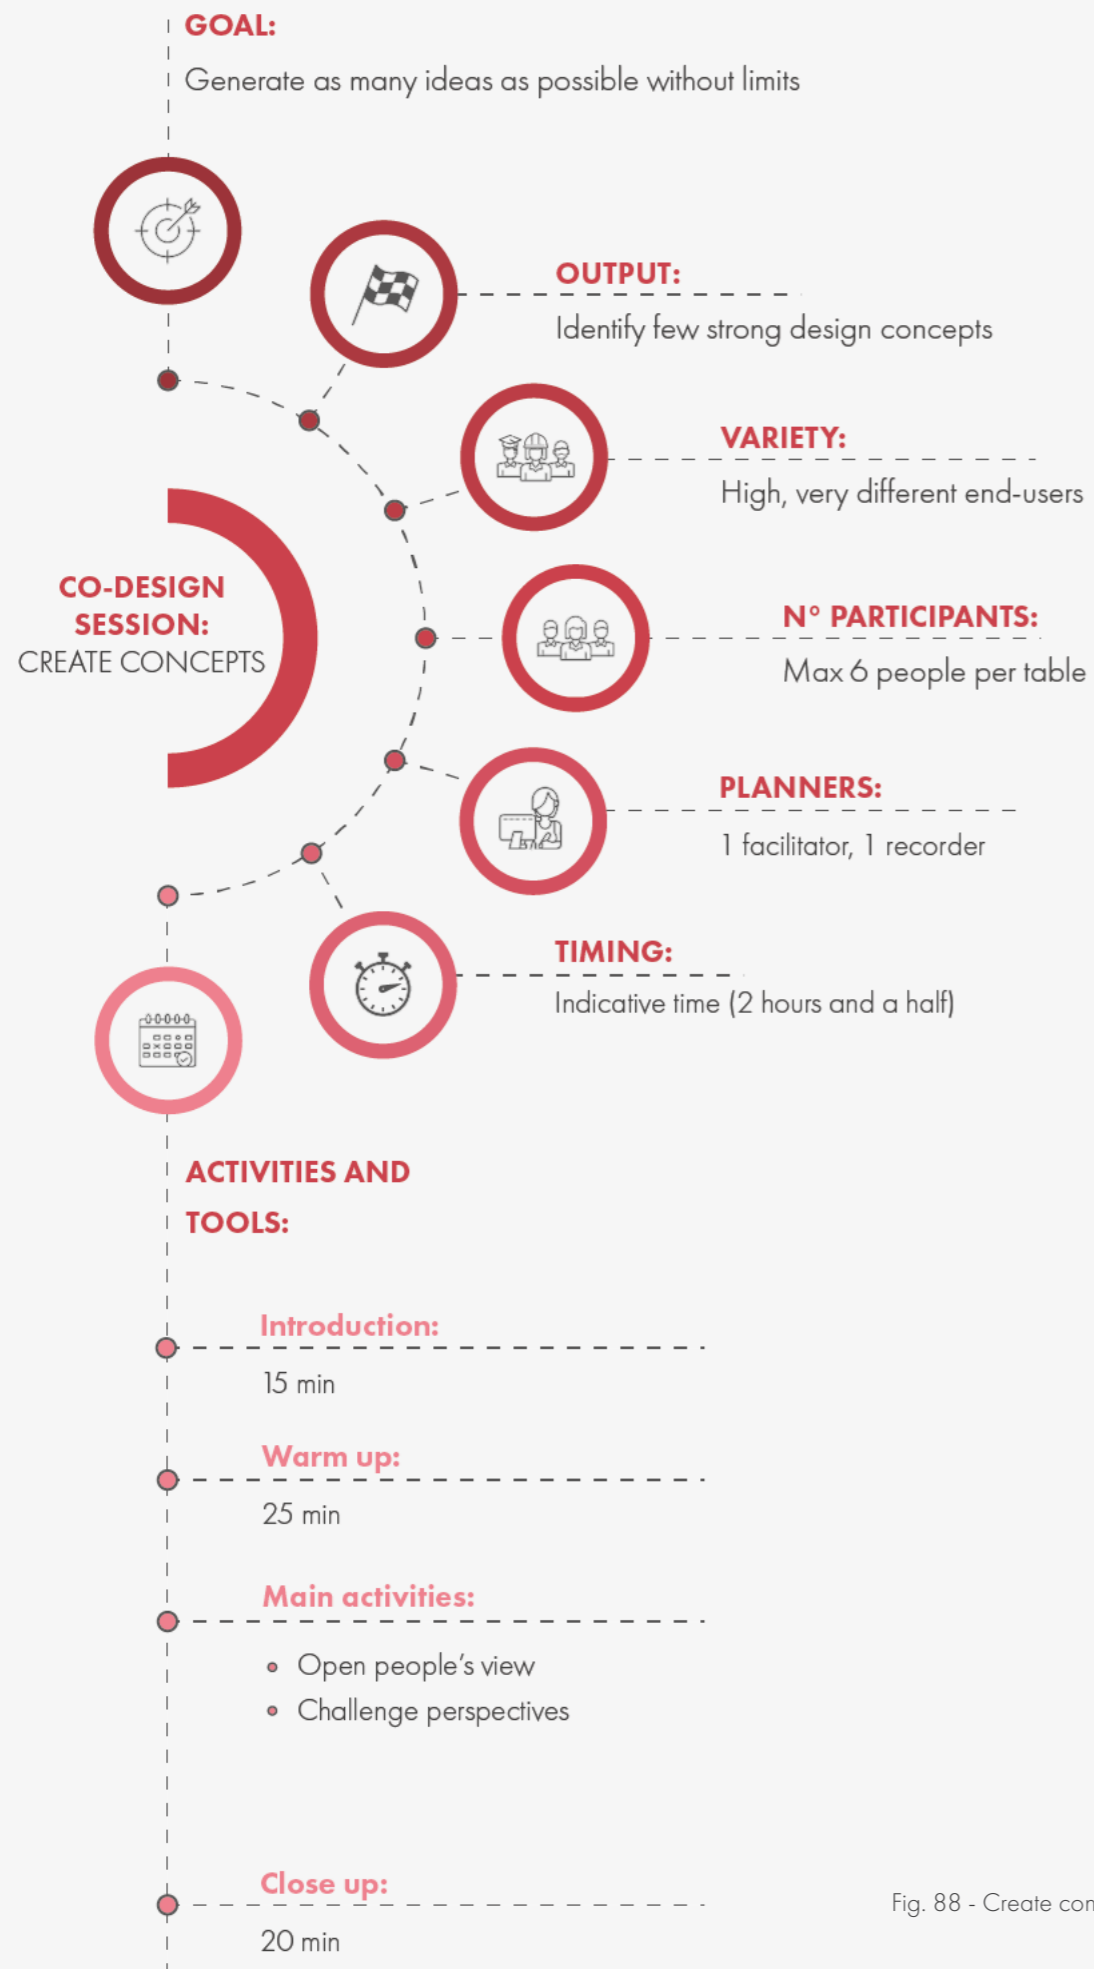 GOAL:
Generate as many ideas as possible without limits
OUTPUT:
Identify few strong design concepts
VARIETY:
High, very different end-users
CO-DESIGN
SESSION:
CREATE CONCEPTS
N° PARTICIPANTS:
Max 6 people per table
PLANNERS:
1 facilitator, 1 recorder
TIMING:
Indicative time (2 hours and a half)
ACTIVITIES AND
TOOLS:
Introduction:
15 min
Warm up:
25 min
Main activities:
• Open people's view
• Challenge perspectives
Close up:
20 min
Fig. 88 - Create